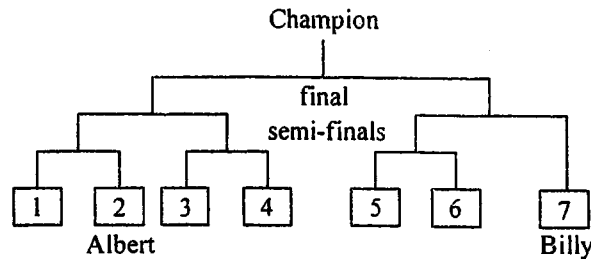 Champion
final
semi-finals
1 2 3 4 5 6 7
Albert Billy